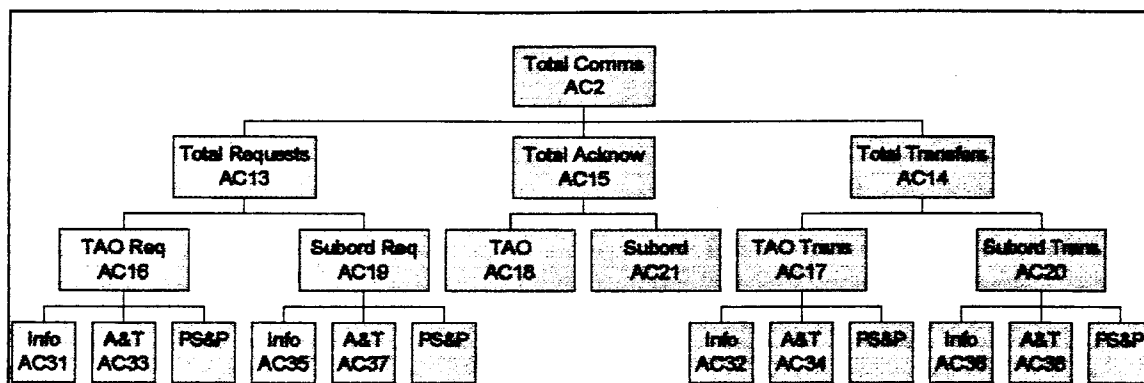 Total Comms
AC2
Total Requests
AC13
Total Acknow
AC15
Total Transfers
AC14
TAO Req
AC16
Subord Req
AC19
TAO
AC18
Subord
AC21
TAO Trans
AC17
Subord Trans
AC20
Info
AC31
A&T
AC33
PS&P
Info
AC35
A&T
AC37
PS&P
Info
AC32
A&T
AC34
PS&P
Info
AC36
A&T
AC38
PS&P